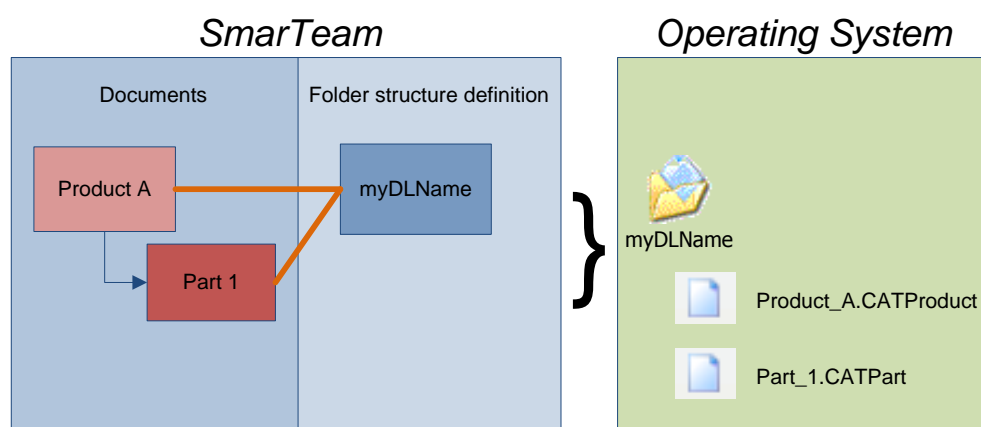 SmarTeam
Operating System
Documents
Folder structure definition
Product A
myDLName
Part 1
}
myDLName
Product_A.CATProduct
Part_1.CATPart